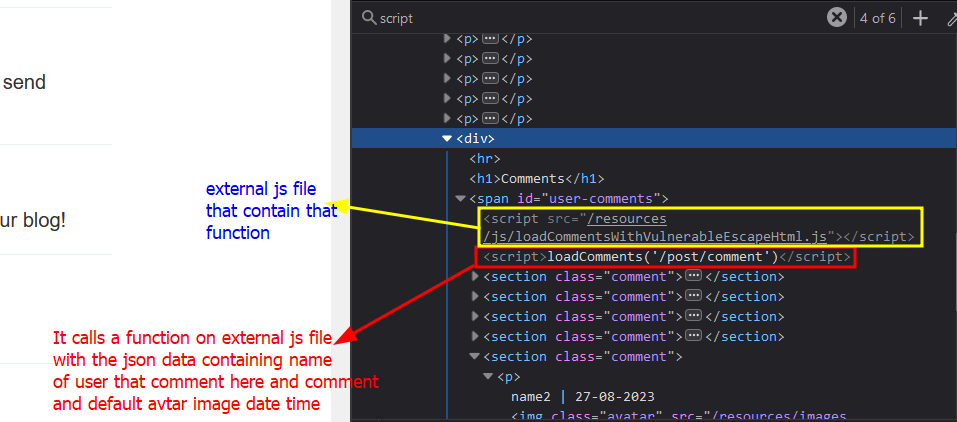 script
4 of 6
<p> ··· </p>
<p> ··· </p>
<p> ··· </p>
<p> ··· </p>
<p> ··· </p>
<div>
<hr>
<h1>Comments</h1>
<span id="user-comments">
<script src="/resources
/js/loadCommentsWithVulnerableEscapeHtml.js"></script>
<script>loadComments('/post/comment')</script>
<section class="comment"> ··· </section>
<section class="comment"> ··· </section>
<section class="comment"> ··· </section>
<section class="comment"> ··· </section>
<section class="comment">
<p>
name2 | 27-08-2023
<img class="avatar" src="/resources/images
send
ur blog!
external js file
that contain that
function
It calls a function on external js file
with the json data containing name
of user that comment here and comment
and default avtar image date time